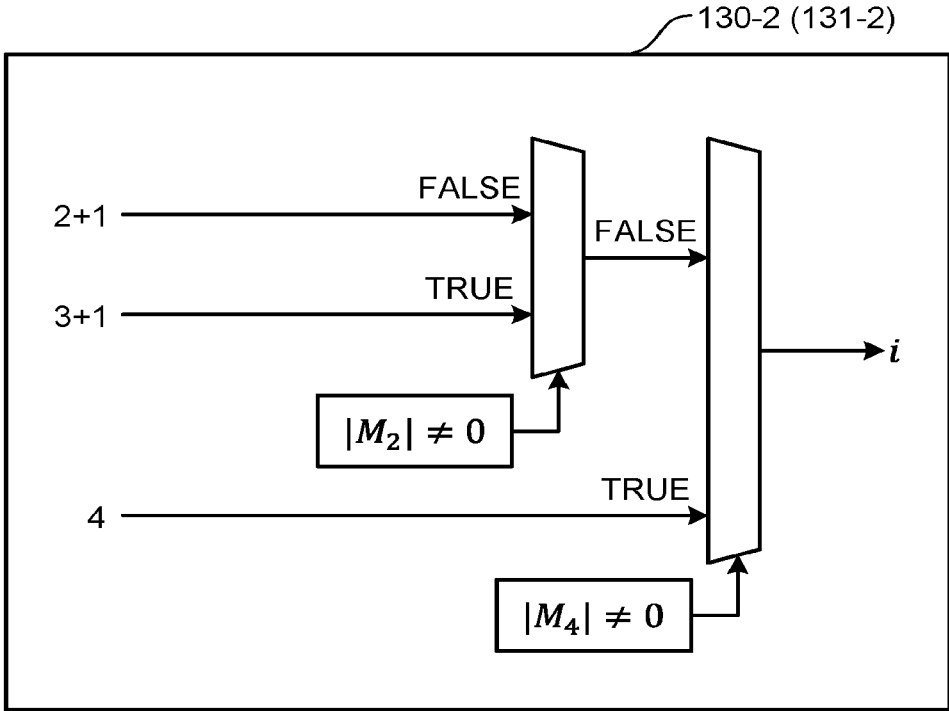 130-2 (131-2)
FALSE
2+1
FALSE
TRUE
3+1
i
|M₂| ≠ 0
TRUE
4
|M₄| ≠ 0